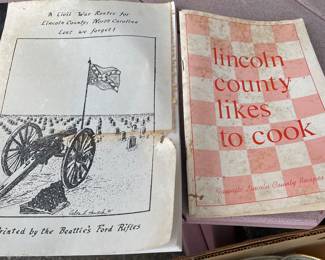 A Civil War Roster for
Lincoln County, North Carolina
Lest we forget!
Printed by the Beattie's Ford Rifles
lincoln
county
likes
to cook
Favorite Lincoln County Recipes